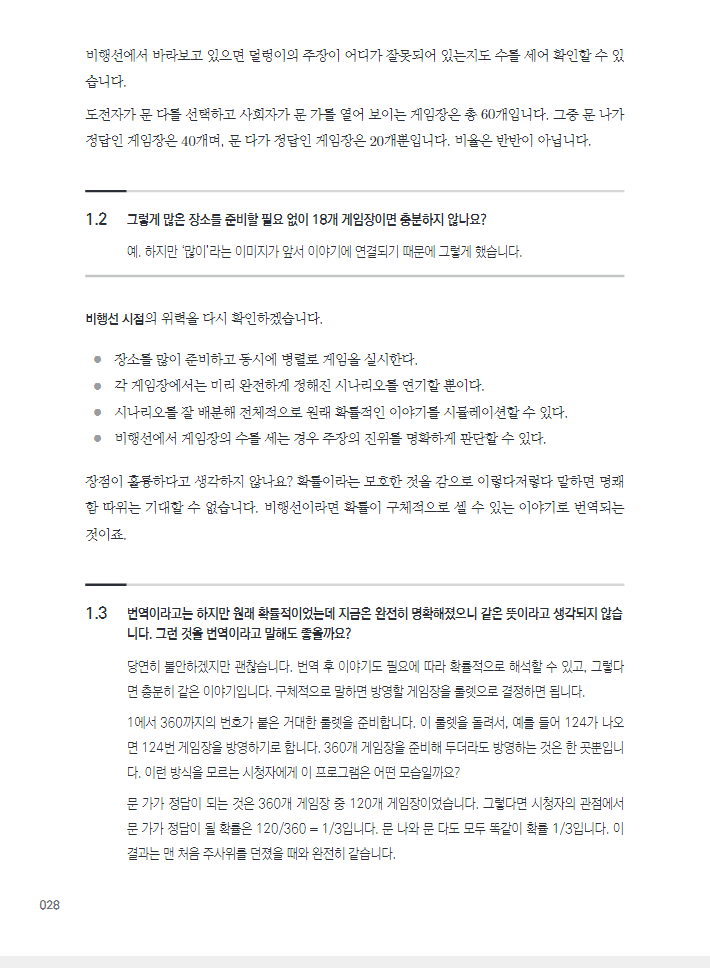 비행선에서 바라보고 있으면 덜렁이의 주장이 어디가 잘못되어 있는지도 수를 세어 확인할 수 있
습니다.
도전자가 문 다를 선택하고 사회자가 문 가를 열어 보이는 게임장은 총 60개입니다. 그중 문 나가
정답인 게임장은 40개며, 문 다가 정답인 게임장은 20개뿐입니다. 비율은 반반이 아닙니다.
1.2 그렇게 많은 장소를 준비할 필요 없이 18개 게임장이면 충분하지 않나요?
예. 하지만 ‘많이’라는 이미지가 앞서 이야기에 연결되기 때문에 그렇게 했습니다.
비행선 시점의 위력을 다시 확인하겠습니다.
● 장소를 많이 준비하고 동시에 병렬로 게임을 실시한다.
● 각 게임장에서는 미리 완전하게 정해진 시나리오를 연기할 뿐이다.
● 시나리오를 잘 배분해 전체적으로 원래 확률적인 이야기를 시뮬레이션할 수 있다.
● 비행선에서 게임장의 수를 세는 경우 주장의 진위를 명확하게 판단할 수 있다.
장점이 훌륭하다고 생각하지 않나요? 확률이라는 모호한 것을 감으로 이렇다저렇다 말하면 명쾌
함 따위는 기대할 수 없습니다. 비행선이라면 확률이 구체적으로 셀 수 있는 이야기로 번역되는
것이죠.
1.3 번역이라고는 하지만 원래 확률적이었는데 지금은 완전히 명확해졌으니 같은 뜻이라고 생각되지 않습
니다. 그런 것을 번역이라고 말해도 좋을까요?
당연히 불안하겠지만 괜찮습니다. 번역 후 이야기도 필요에 따라 확률적으로 해석할 수 있고, 그렇다
면 충분히 같은 이야기입니다. 구체적으로 말하면 방영할 게임장을 룰렛으로 결정하면 됩니다.
1에서 360까지의 번호가 붙은 거대한 룰렛을 준비합니다. 이 룰렛을 돌려서, 예를 들어 124가 나오
면 124번 게임장을 방영하기로 합니다. 360개 게임장을 준비해 두더라도 방영하는 것은 한 곳뿐입니
다. 이런 방식을 모르는 시청자에게 이 프로그램은 어떤 모습일까요?
문 가가 정답이 되는 것은 360개 게임장 중 120개 게임장이었습니다. 그렇다면 시청자의 관점에서
문 가가 정답이 될 확률은 120/360 = 1/3입니다. 문 나와 문 다도 모두 똑같이 확률 1/3입니다. 이
결과는 맨 처음 주사위를 던졌을 때와 완전히 같습니다.
028